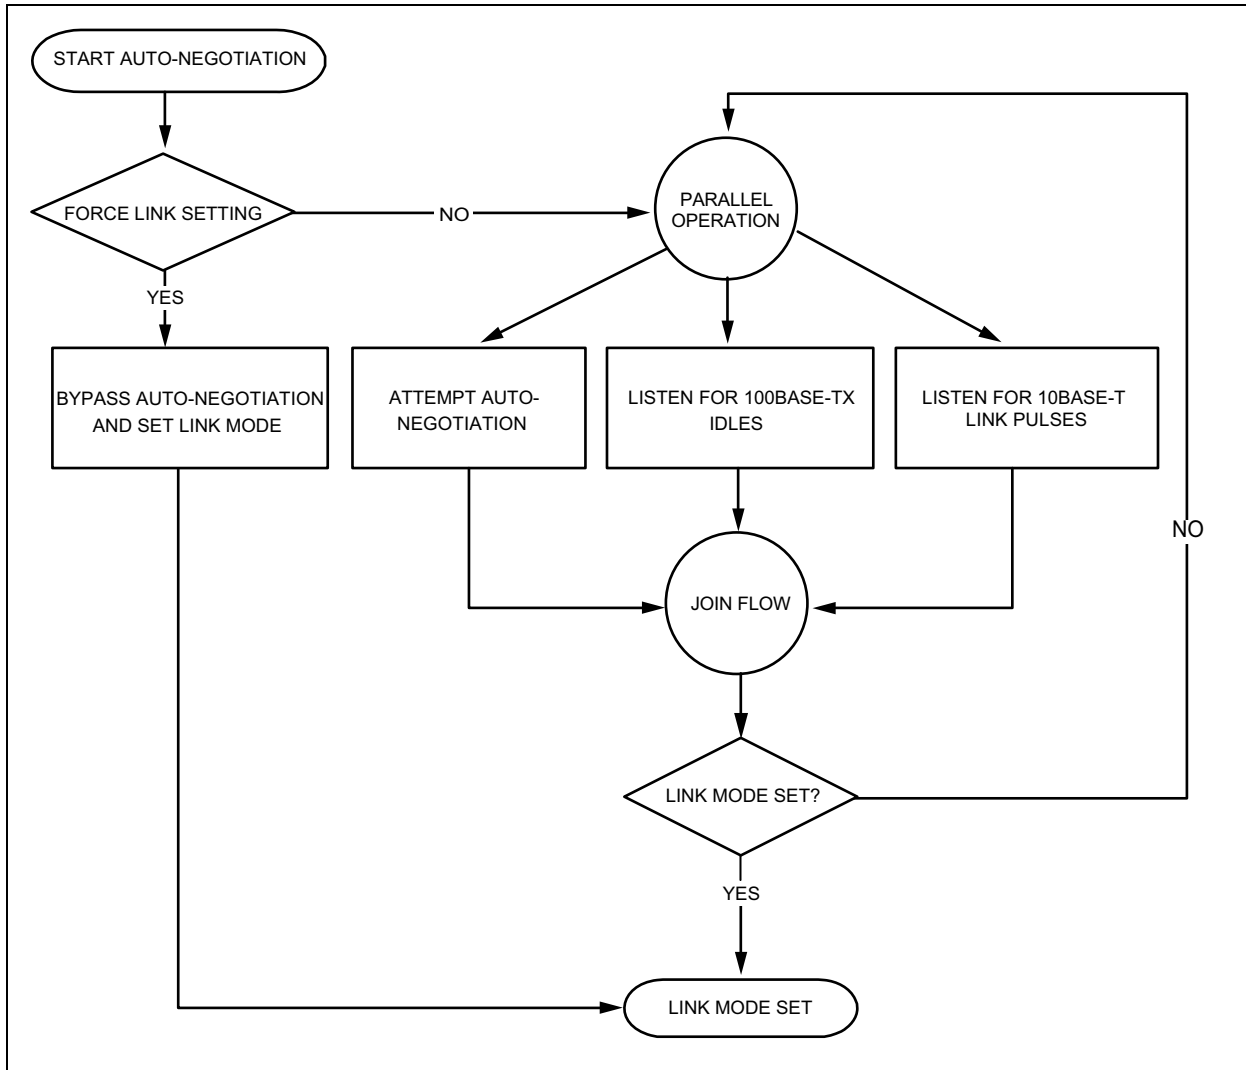 START AUTO-NEGOTIATION
FORCE LINK SETTING
NO
PARALLEL
OPERATION
YES
BYPASS AUTO-NEGOTIATION
AND SET LINK MODE
ATTEMPT AUTO-
NEGOTIATION
LISTEN FOR 100BASE-TX
IDLES
LISTEN FOR 10BASE-T
LINK PULSES
NO
JOIN FLOW
LINK MODE SET?
YES
LINK MODE SET